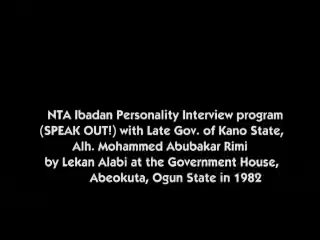 NTA Ibadan Personality Interview program
(SPEAK OUT!) with Late Gov. of Kano State,
Alh. Mohammed Abubakar Rimi
by Lekan Alabi at the Government House,
Abeokuta, Ogun State in 1982